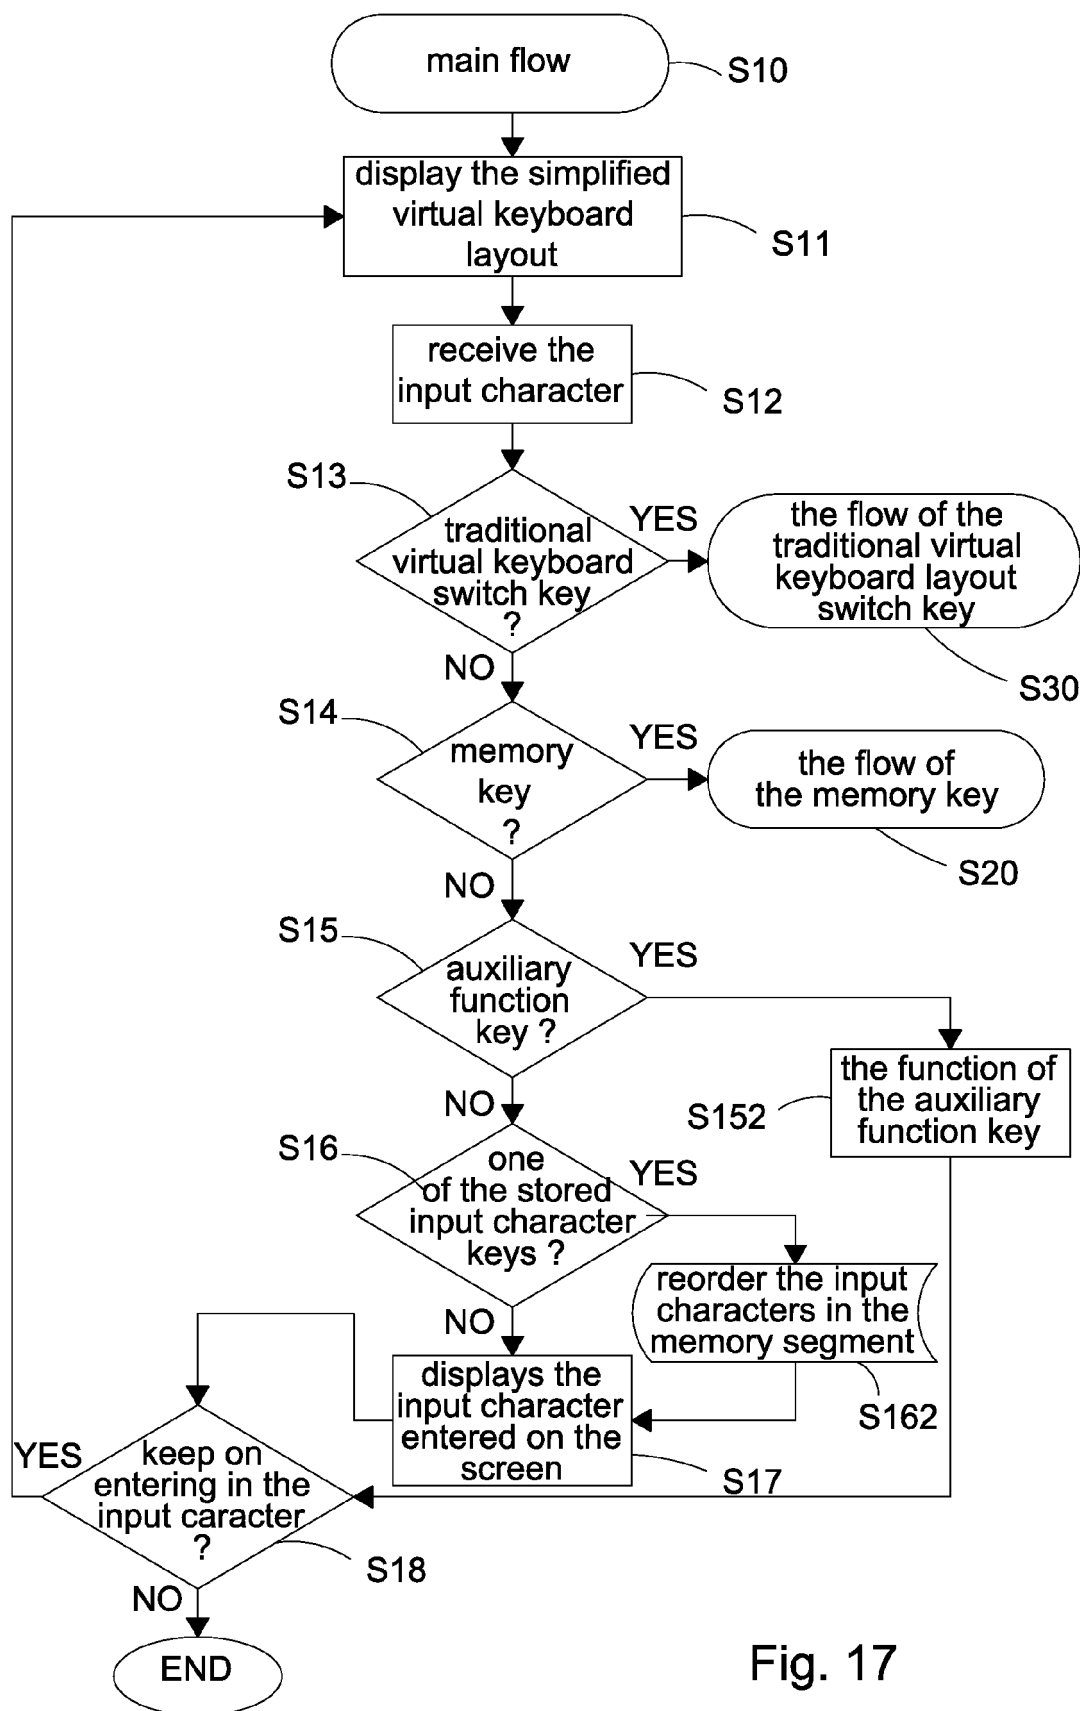 main flow
S10
display the simplified
virtual keyboard
layout
S11
receive the
input character
S12
S13
traditional
virtual keyboard
switch key
?
YES
the flow of the
traditional virtual
keyboard layout
switch key
S30
NO
S14
memory
key
?
YES
the flow of
the memory key
S20
NO
S15
auxiliary
function
key ?
YES
the function of
the auxiliary
function key
S152
NO
S16
one
of the stored
input character
keys ?
YES
reorder the input
characters in the
memory segment
S162
NO
displays the
input character
entered on the
screen
S17
YES
keep on
entering in the
input caracter
?
S18
NO
END
Fig. 17